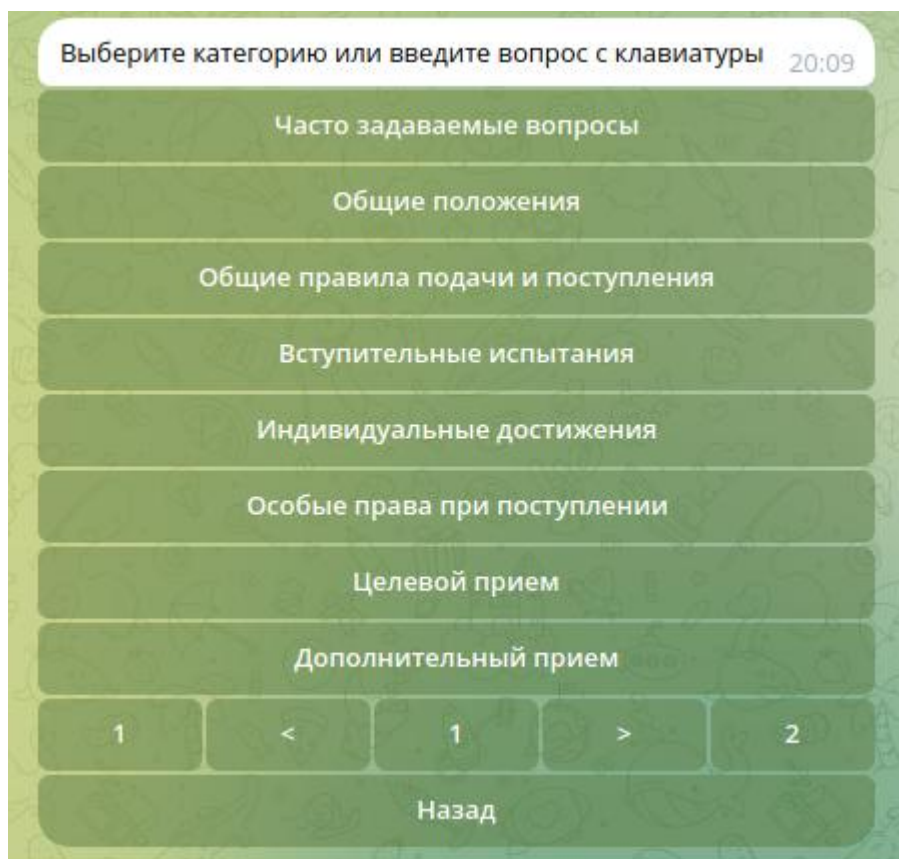 Выберите категорию или введите вопрос с клавиатуры 20:09
Часто задаваемые вопросы
Общие положения
Общие правила подачи и поступления
Вступительные испытания
Индивидуальные достижения
Особые права при поступлении
Целевой прием
Дополнительный прием
1 < 1 > 2
Назад